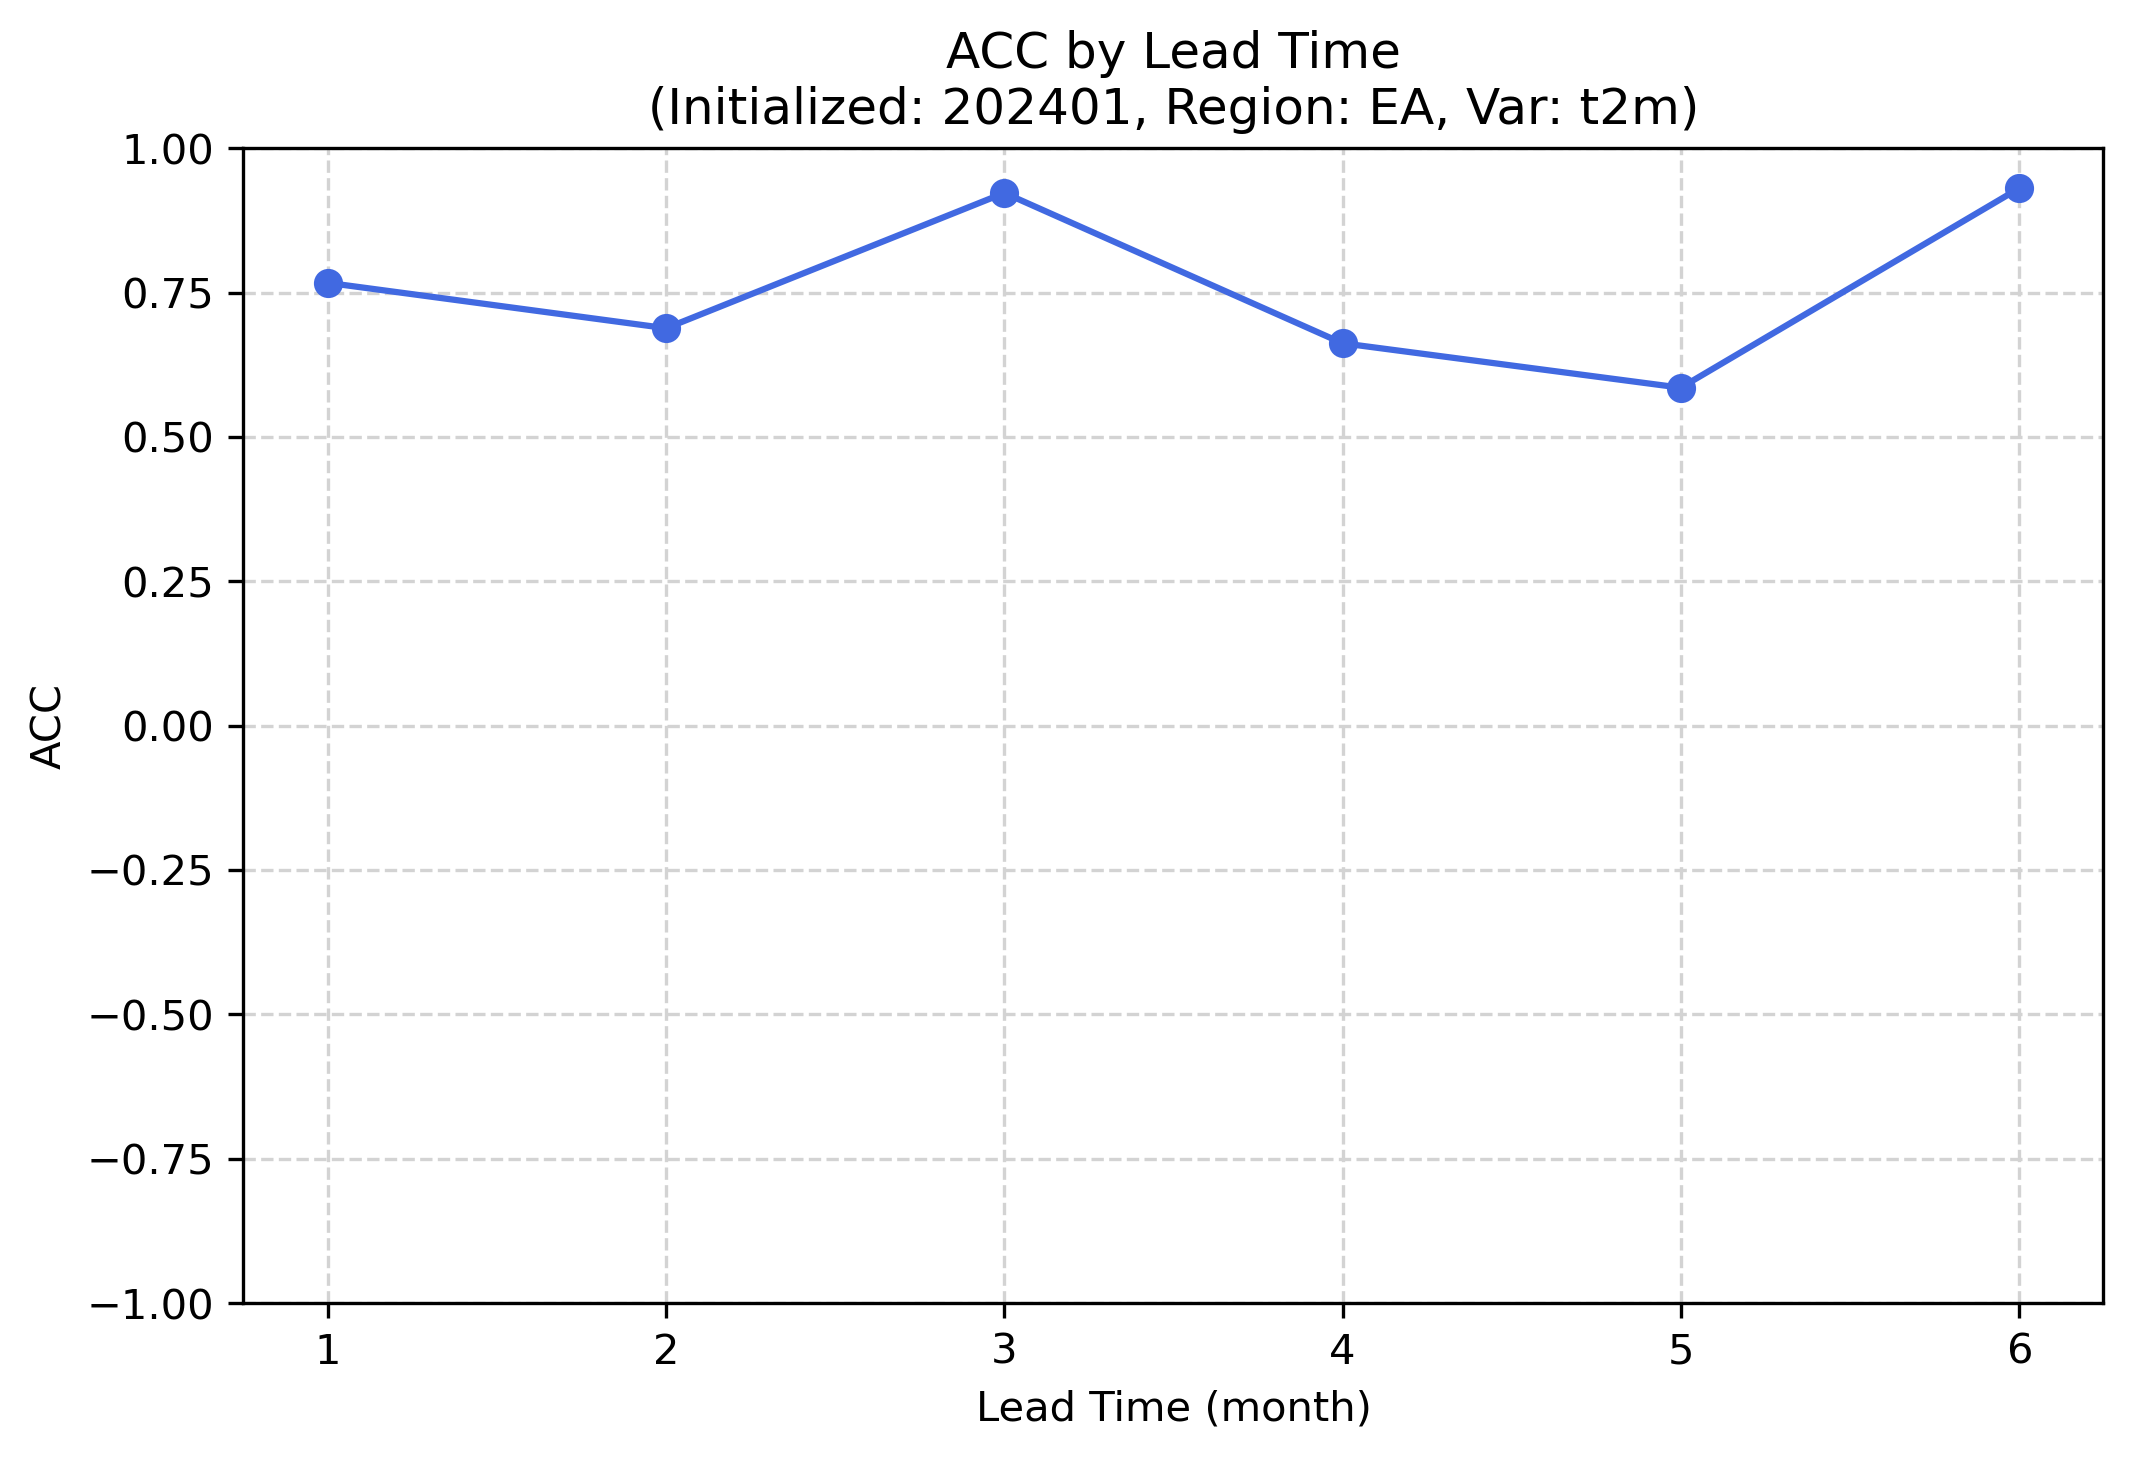 ACC by Lead Time
(Initialized: 202401, Region: EA, Var: t2m)
1.00
0.75
0.50
0.25
0.00
−0.25
−0.50
−0.75
−1.00
ACC
1 2 3 4 5 6
Lead Time (month)